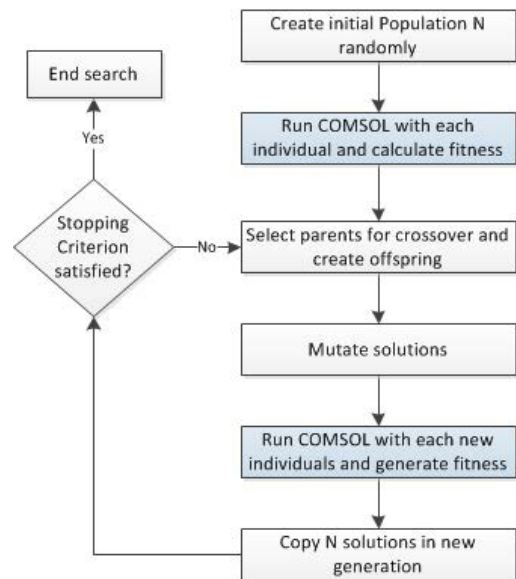 Create initial Population N
randomly
End search
Run COMSOL with each
individual and calculate fitness
Yes
Stopping
Criterion
satisfied?
No
Select parents for crossover and
create offspring
Mutate solutions
Run COMSOL with each new
individuals and generate fitness
Copy N solutions in new
generation